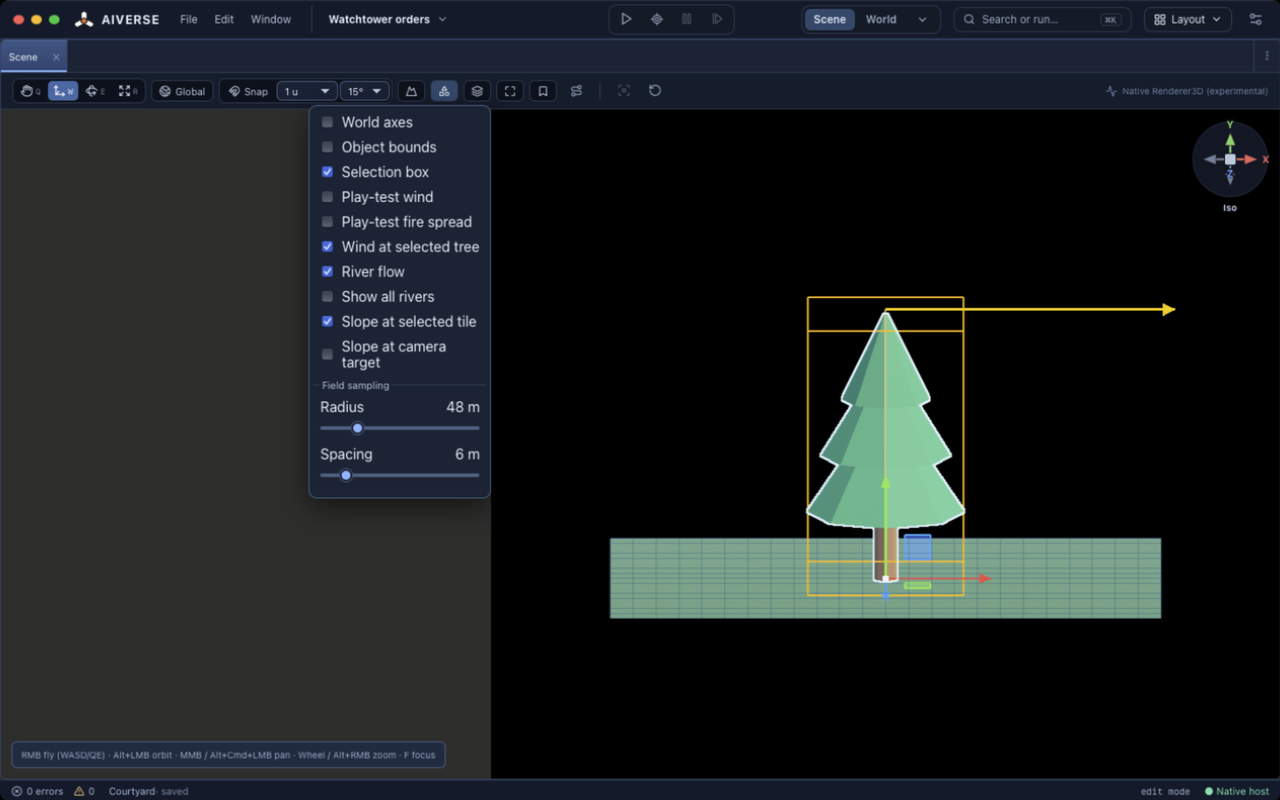 AIVERSE File Edit Window Watchtower orders Scene World Search or run... ⌘K Layout
Scene
Q W E R Global Snap 1 u 15° Native Renderer3D (experimental)
World axes
Object bounds
Selection box
Play-test wind
Play-test fire spread
Wind at selected tree
River flow
Show all rivers
Slope at selected tile
Slope at camera
target
Field sampling
Radius 48 m
Spacing 6 m
Y
X
Z
Iso
RMB fly (WASD/QE) · Alt+LMB orbit · MMB / Alt+Cmd+LMB pan · Wheel / Alt+RMB zoom · F focus
0 errors 0 Courtyard · saved edit mode Native host